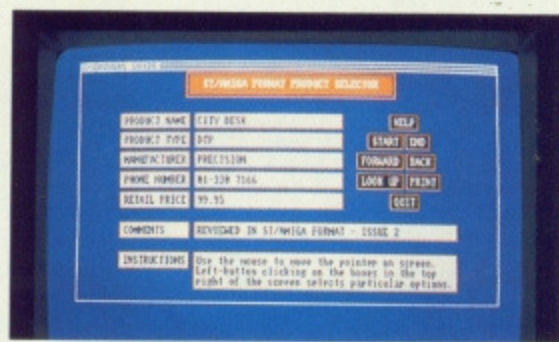 ST/AMIGA FORMAT PRODUCT SELECTOR
PRODUCT NAME CITY DESK
HELP
PRODUCT TYPE DTP
START END
MANUFACTURER PRECISION
FORWARD BACK
PHONE NUMBER 01-330 7166
LOOK UP PRINT
RETAIL PRICE 99.95
QUIT
COMMENTS REVIEWED IN ST/AMIGA FORMAT - ISSUE 2
INSTRUCTIONS Use the mouse to move the pointer on screen.
Left-button clicking on the boxes in the top
right of the screen selects particular options.